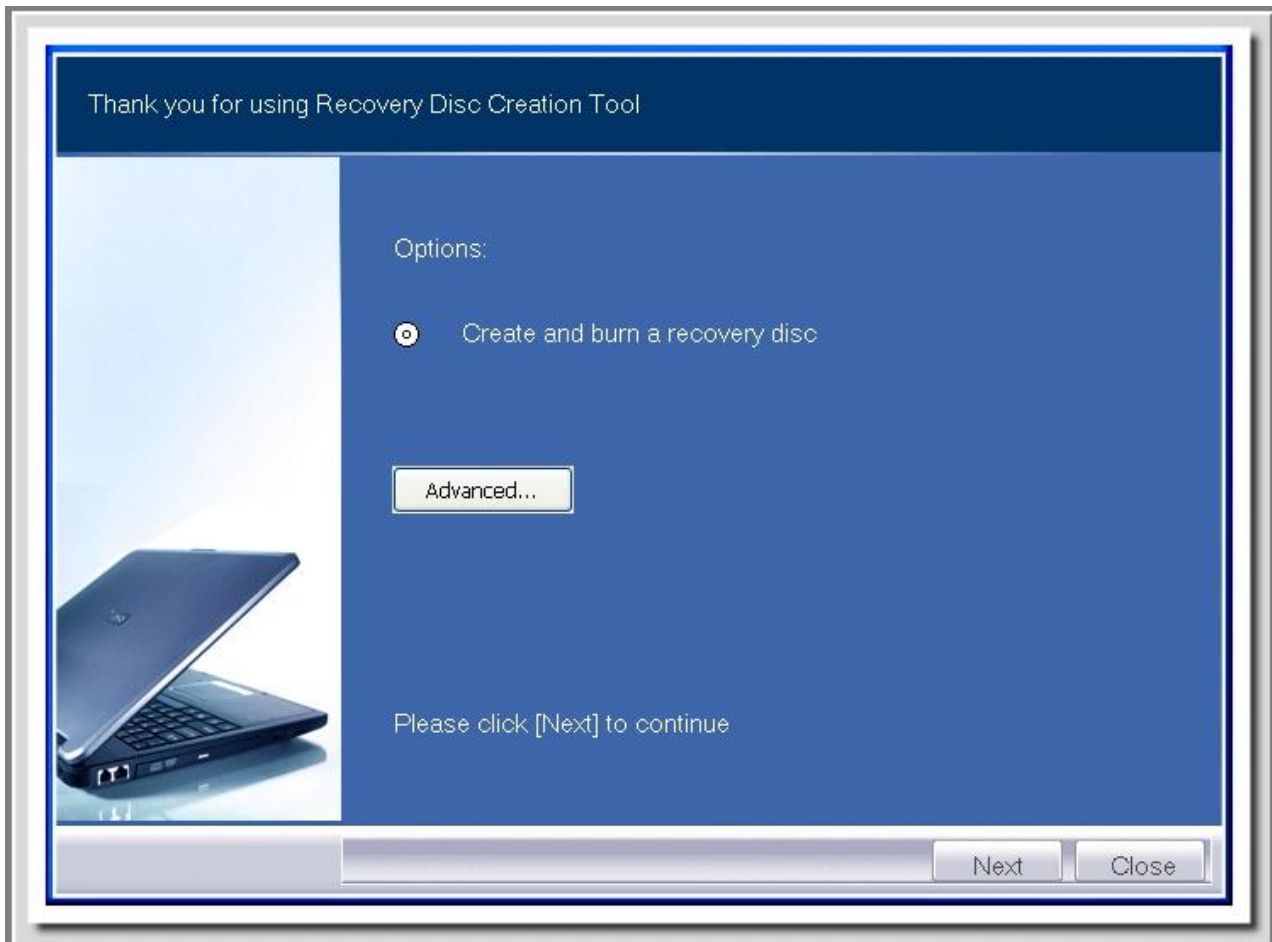 Thank you for using Recovery Disc Creation Tool
Options:
Create and burn a recovery disc
Advanced...
Please click [Next] to continue
Next
Close